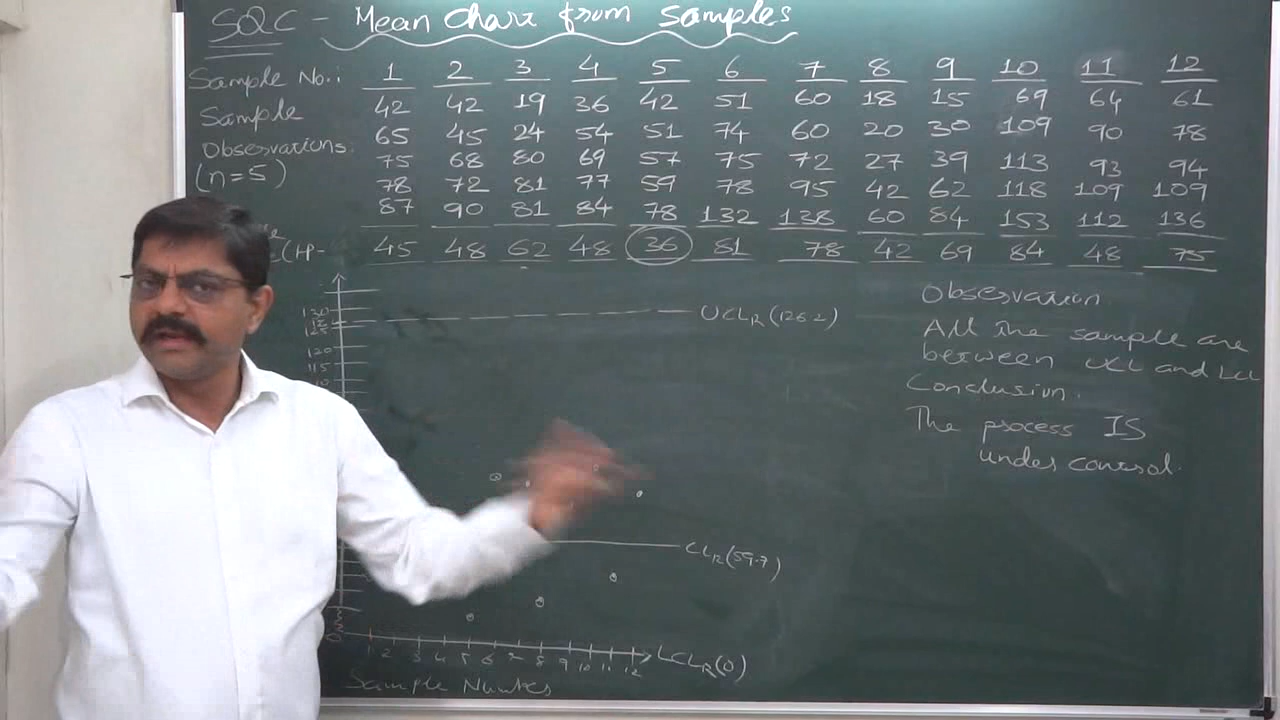 SQC - Mean Chart from Samples
Sample No.: 1 2 3 4 5 6 7 8 9 10 11 12
Sample 42 42 19 36 42 51 60 18 15 69 64 61
Observations. 65 45 24 54 51 74 60 20 30 109 90 78
(n=5) 75 68 80 69 57 75 72 27 39 113 93 94
78 72 81 77 59 78 95 42 62 118 109 109
87 90 81 84 78 132 138 60 84 153 112 136
45 48 62 48 36 81 78 42 69 84 48 75
130
125
120
115
UCLR (126.2)
CLR (59.7)
0
1 2 3 4 5 6 7 8 9 10 11 12
LCLR (0)
Sample Number
Observation
All the sample are
between UCL and LCL
Conclusion.
The process IS
under control.